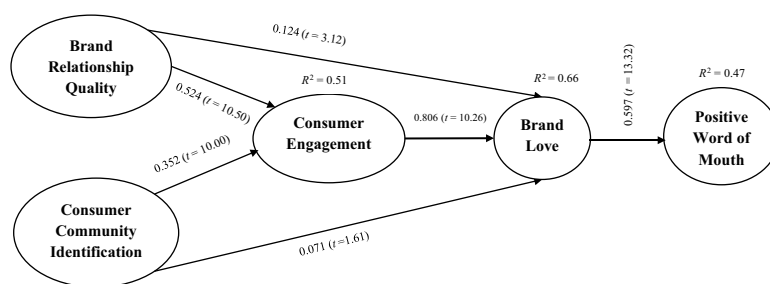 Brand
Relationship
Quality
0.124 (t = 3.12)
0.524 (t = 10.50)
R² = 0.51
Consumer
Engagement
0.352 (t = 10.00)
Consumer
Community
Identification
0.806 (t = 10.26)
0.071 (t =1.61)
R² = 0.66
Brand
Love
0.597 (t = 13.32)
R² = 0.47
Positive
Word of
Mouth